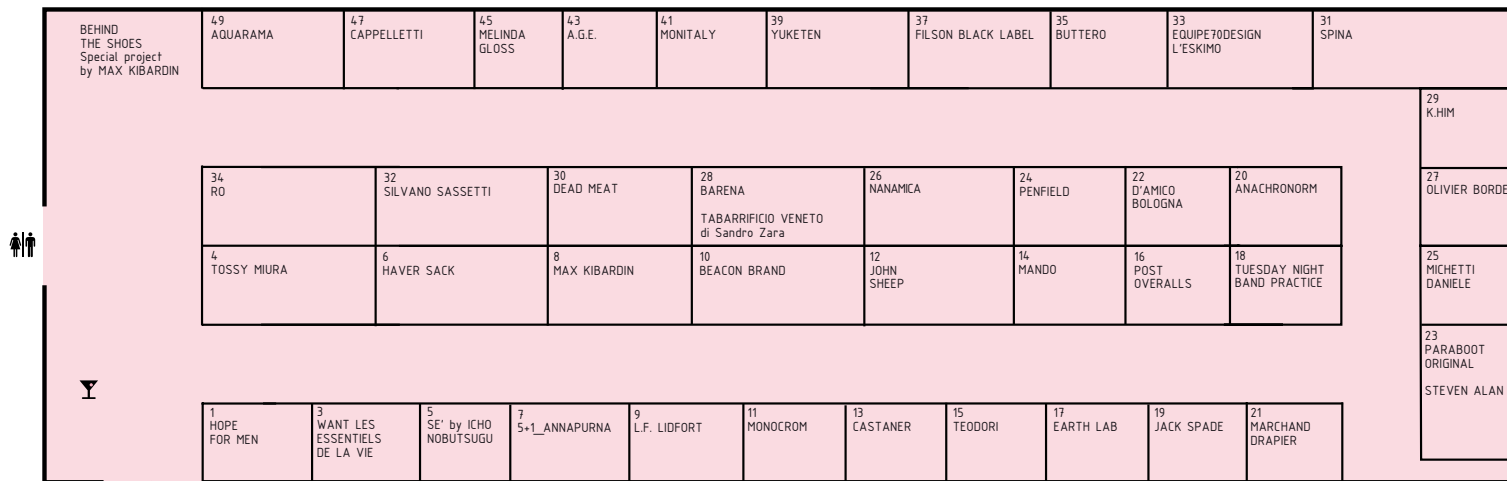 BEHIND
THE SHOES
Special project
by MAX KIBARDIN
49
AQUARAMA
47
CAPPELLETTI
45
MELINDA
GLOSS
43
A.G.E.
41
MONITALY
39
YUKETEN
37
FILSON BLACK LABEL
35
BUTTERO
33
EQUIPE70DESIGN
L'ESKIMO
31
SPINA
29
K.HIM
34
RO
32
SILVANO SASSETTI
30
DEAD MEAT
28
BARENA
TABARRIFICIO VENETO
di Sandro Zara
26
NANAMICA
24
PENFIELD
22
D'AMICO
BOLOGNA
20
ANACHRONORM
27
OLIVIER BORDE
4
TOSSY MIURA
6
HAVER SACK
8
MAX KIBARDIN
10
BEACON BRAND
12
JOHN
SHEEP
14
MANDO
16
POST
OVERALLS
18
TUESDAY NIGHT
BAND PRACTICE
25
MICHETTI
DANIELE
23
PARABOOT
ORIGINAL
STEVEN ALAN
1
HOPE
FOR MEN
3
WANT LES
ESSENTIELS
DE LA VIE
5
SE' by ICHO
NOBUTSUGU
7
5+1_ANNAPURNA
9
L.F. LIDFORT
11
MONOCROM
13
CASTANER
15
TEODORI
17
EARTH LAB
19
JACK SPADE
21
MARCHAND
DRAPIER